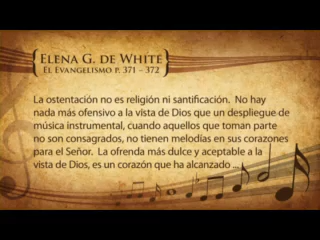 {ELENA G. DE WHITE}
EL EVANGELISMO P. 371 – 372
La ostentación no es religión ni santificación. No hay
nada más ofensivo a la vista de Dios que un despliegue de
música instrumental, cuando aquellos que toman parte
no son consagrados, no tienen melodías en sus corazones
para el Señor. La ofrenda más dulce y aceptable a la
vista de Dios, es un corazón que ha alcanzado ...